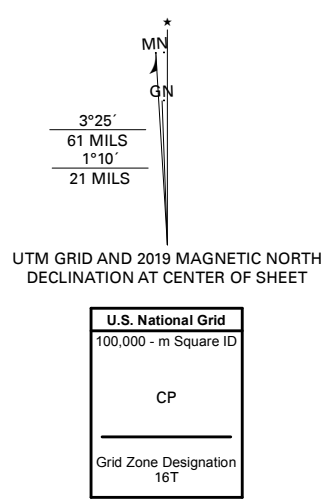 ★
MN
GN
3°25´
61 MILS
1°10´
21 MILS
UTM GRID AND 2019 MAGNETIC NORTH
DECLINATION AT CENTER OF SHEET
U.S. National Grid
100,000 - m Square ID
CP
Grid Zone Designation
16T